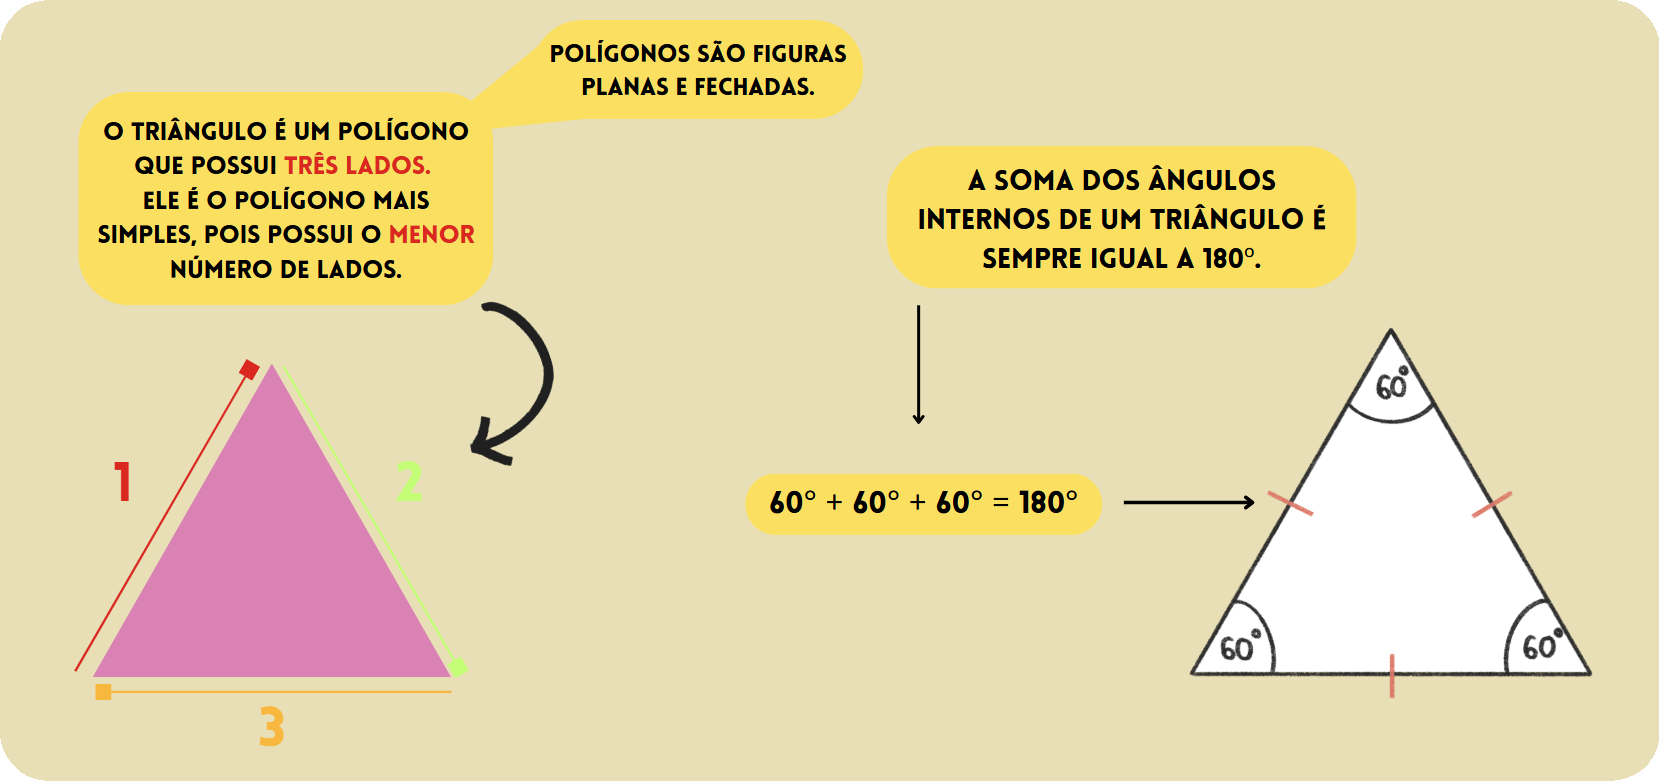 POLÍGONOS SÃO FIGURAS
PLANAS E FECHADAS.
O TRIÂNGULO É UM POLÍGONO
QUE POSSUI TRÊS LADOS.
ELE É O POLÍGONO MAIS
SIMPLES, POIS POSSUI O MENOR
NÚMERO DE LADOS.
1
2
3
A SOMA DOS ÂNGULOS
INTERNOS DE UM TRIÂNGULO É
SEMPRE IGUAL A 180º.
60° + 60° + 60° = 180°
60°
60°
60°